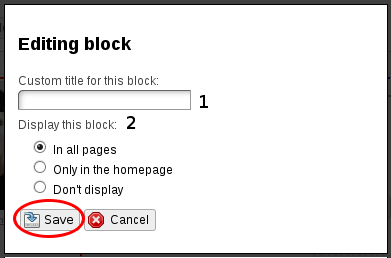 Editing block
Custom title for this block:
1
Display this block: 2
In all pages
Only in the homepage
Don't display
Save Cancel